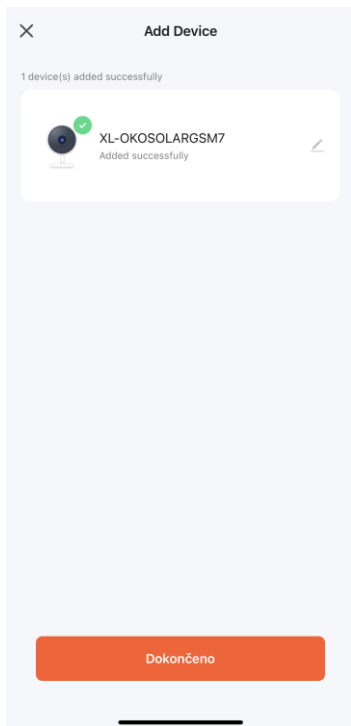 Add Device
1 device(s) added successfully
XL-OKOSOLARGSM7
Added successfully
Dokončeno